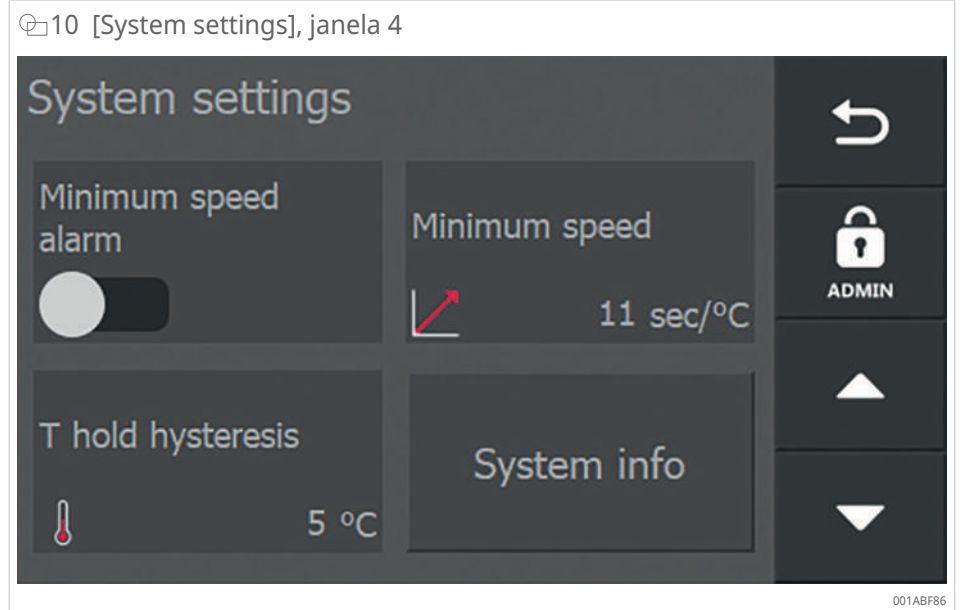 10 [System settings], janela 4
System settings
Minimum speed
alarm
Minimum speed
11 sec/°C
ADMIN
T hold hysteresis
5 °C
System info
001ABF86